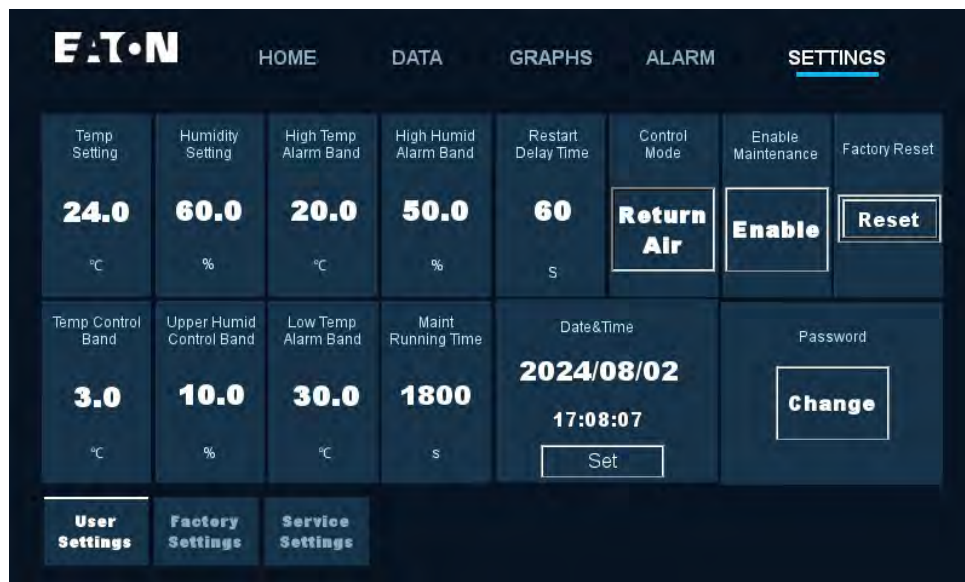 EATON
HOME DATA GRAPHS ALARM SETTINGS
Temp
Setting
24.0
°C
Humidity
Setting
60.0
%
High Temp
Alarm Band
20.0
°C
High Humid
Alarm Band
50.0
%
Restart
Delay Time
60
s
Control
Mode
Return
Air
Enable
Maintenance
Enable
Factory Reset
Reset
Temp Control
Band
3.0
°C
Upper Humid
Control Band
10.0
%
Low Temp
Alarm Band
30.0
°C
Maint
Running Time
1800
s
Date&Time
2024/08/02
17:08:07
Set
Password
Change
User
Settings
Factory
Settings
Service
Settings